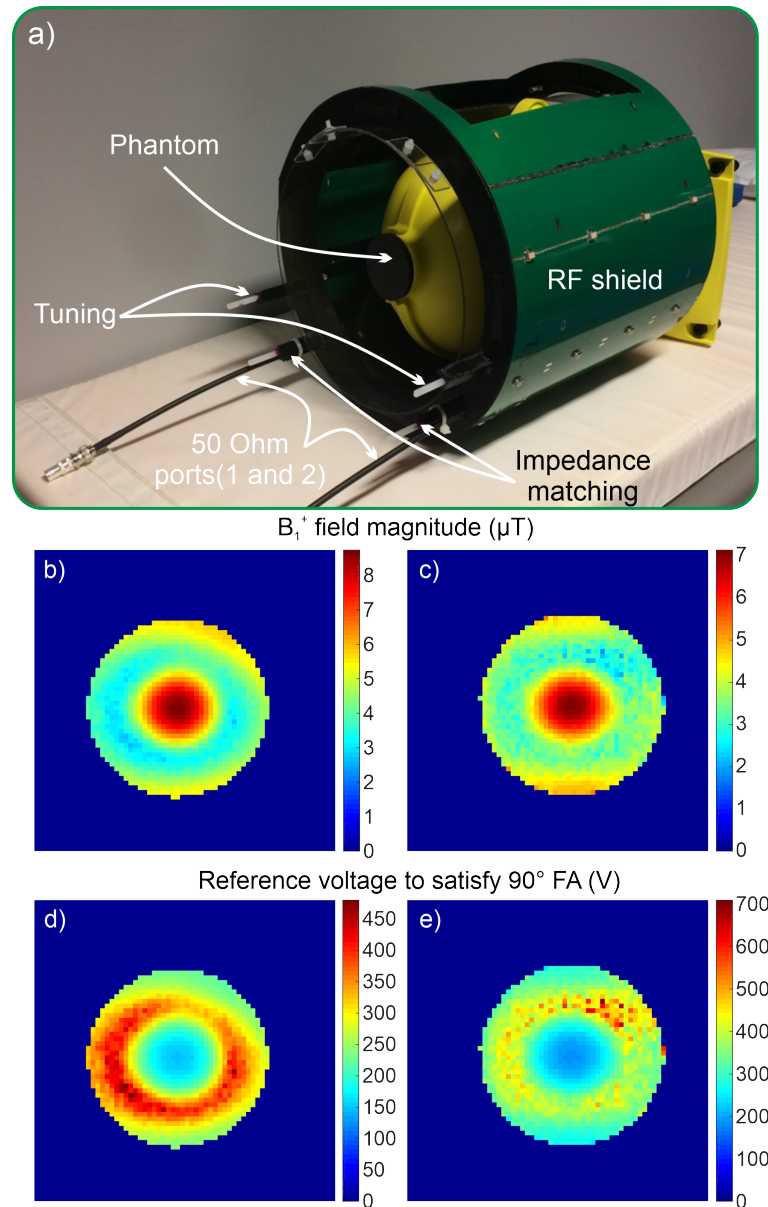 a)
Phantom
RF shield
Tuning
50 Ohm
ports(1 and 2)
Impedance
matching
B₁⁺ field magnitude (µT)
b)
8
7
6
5
4
3
2
1
0
c)
7
6
5
4
3
2
1
0
Reference voltage to satisfy 90° FA (V)
d)
450
400
350
300
250
200
150
100
50
0
e)
700
600
500
400
300
200
100
0